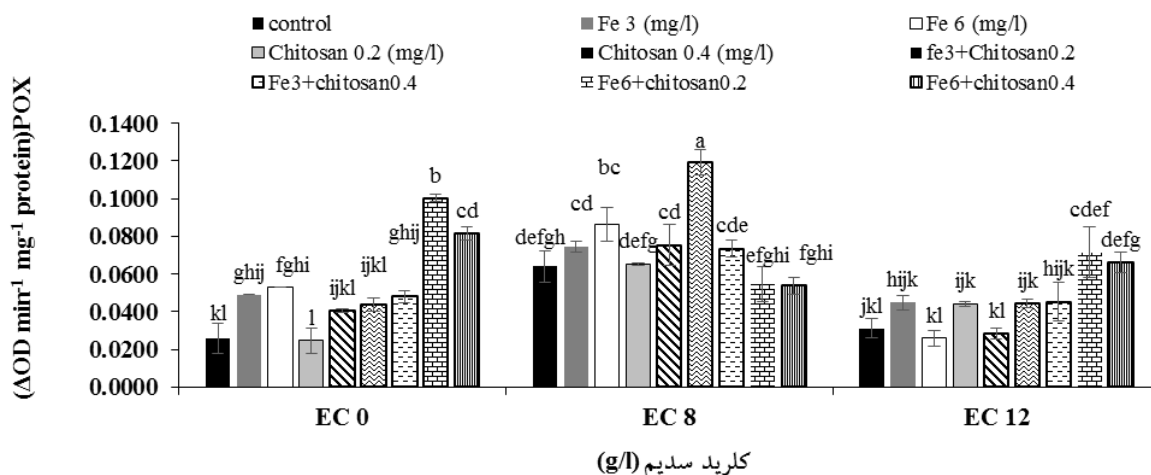 control Fe 3 (mg/l) Fe 6 (mg/l)
Chitosan 0.2 (mg/l) Chitosan 0.4 (mg/l) fe3+Chitosan0.2
Fe3+chitosan0.4 Fe6+chitosan0.2 Fe6+chitosan0.4
(ΔOD min⁻¹ mg⁻¹ protein)POX
0.1400
0.1200
0.1000
0.0800
0.0600
0.0400
0.0200
0.0000
kl ghij fghi l ijkl ijkl ghij b cd
defgh cd bc defg cd a cde efghi fghi
jkl hijk kl ijk kl ijk hijk cdef defg
EC 0 EC 8 EC 12
کلرید سدیم (g/l)